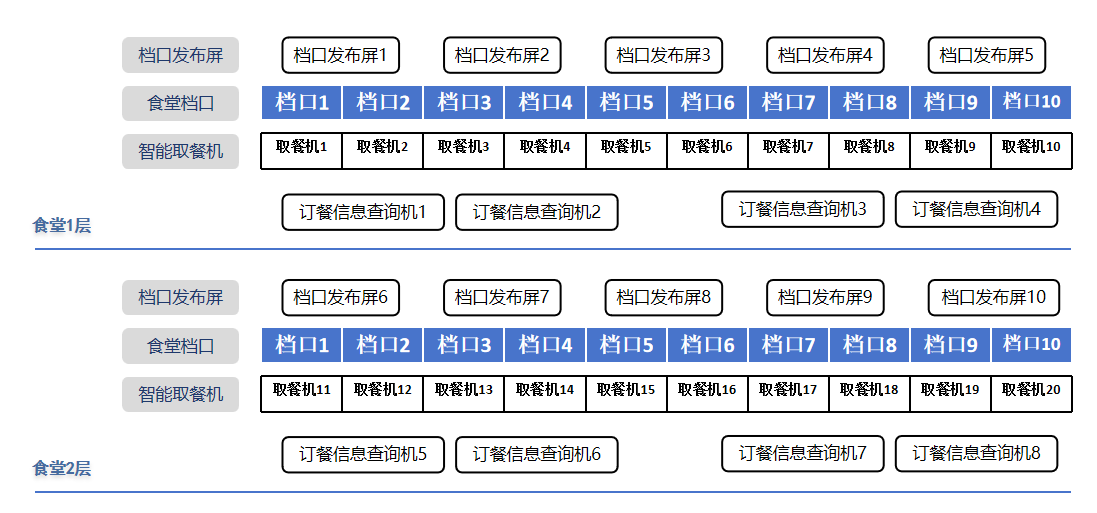 档口发布屏 档口发布屏1 档口发布屏2 档口发布屏3 档口发布屏4 档口发布屏5
食堂档口 档口1 档口2 档口3 档口4 档口5 档口6 档口7 档口8 档口9 档口10
智能取餐机 取餐机1 取餐机2 取餐机3 取餐机4 取餐机5 取餐机6 取餐机7 取餐机8 取餐机9 取餐机10
订餐信息查询机1 订餐信息查询机2 订餐信息查询机3 订餐信息查询机4
食堂1层
档口发布屏 档口发布屏6 档口发布屏7 档口发布屏8 档口发布屏9 档口发布屏10
食堂档口 档口1 档口2 档口3 档口4 档口5 档口6 档口7 档口8 档口9 档口10
智能取餐机 取餐机11 取餐机12 取餐机13 取餐机14 取餐机15 取餐机16 取餐机17 取餐机18 取餐机19 取餐机20
订餐信息查询机5 订餐信息查询机6 订餐信息查询机7 订餐信息查询机8
食堂2层